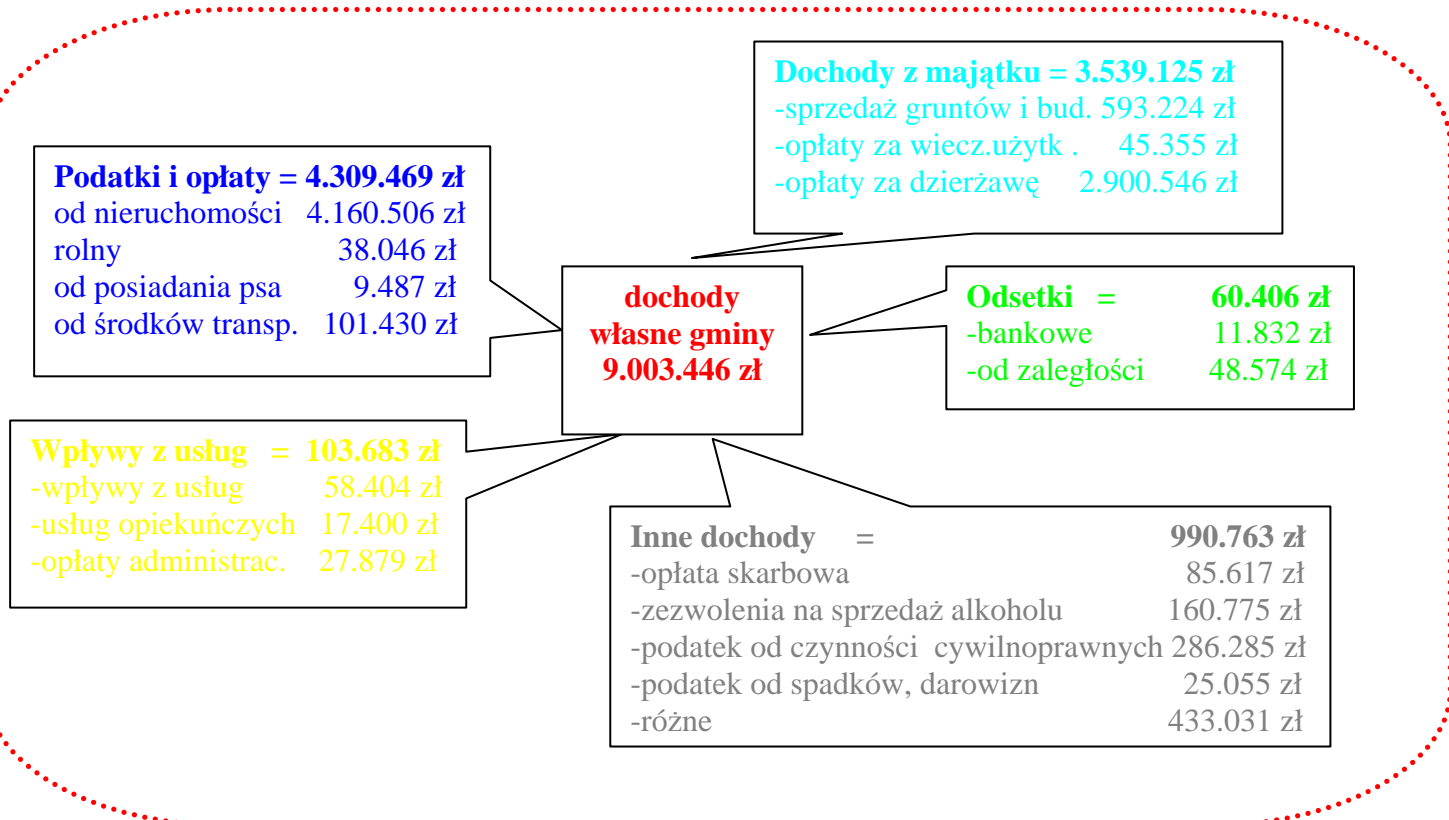 Dochody z majątku = 3.539.125 zł
-sprzedaż gruntów i bud. 593.224 zł
-opłaty za wiecz.użytk . 45.355 zł
-opłaty za dzierżawę 2.900.546 zł
Podatki i opłaty = 4.309.469 zł
od nieruchomości 4.160.506 zł
rolny 38.046 zł
od posiadania psa 9.487 zł
od środków transp. 101.430 zł
dochody
własne gminy
9.003.446 zł
Odsetki = 60.406 zł
-bankowe 11.832 zł
-od zaległości 48.574 zł
Wpływy z usług = 103.683 zł
-wpływy z usług 58.404 zł
-usług opiekuńczych 17.400 zł
-opłaty administrac. 27.879 zł
Inne dochody = 990.763 zł
-opłata skarbowa 85.617 zł
-zezwolenia na sprzedaż alkoholu 160.775 zł
-podatek od czynności cywilnoprawnych 286.285 zł
-podatek od spadków, darowizn 25.055 zł
-różne 433.031 zł